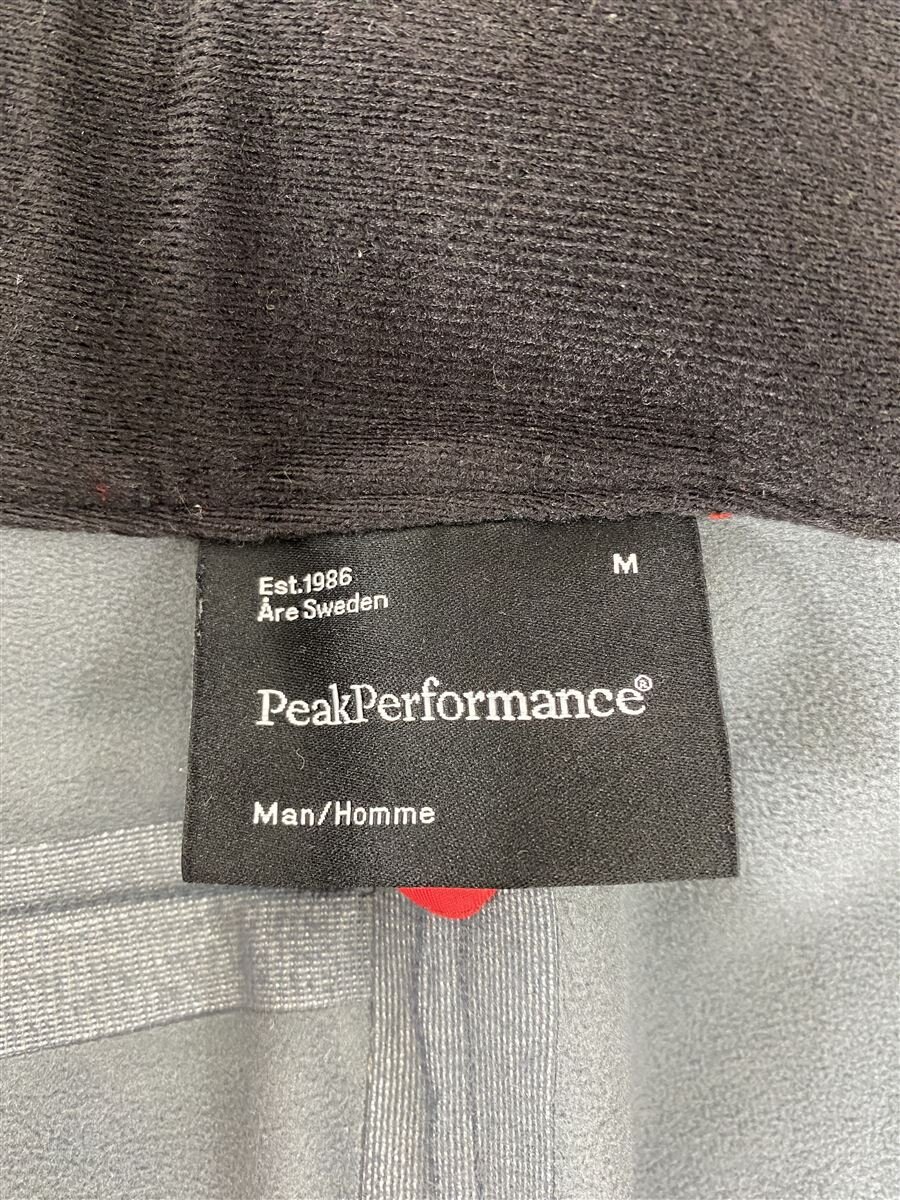 Est.1986
M
Åre Sweden
PeakPerformance®
Man/Homme